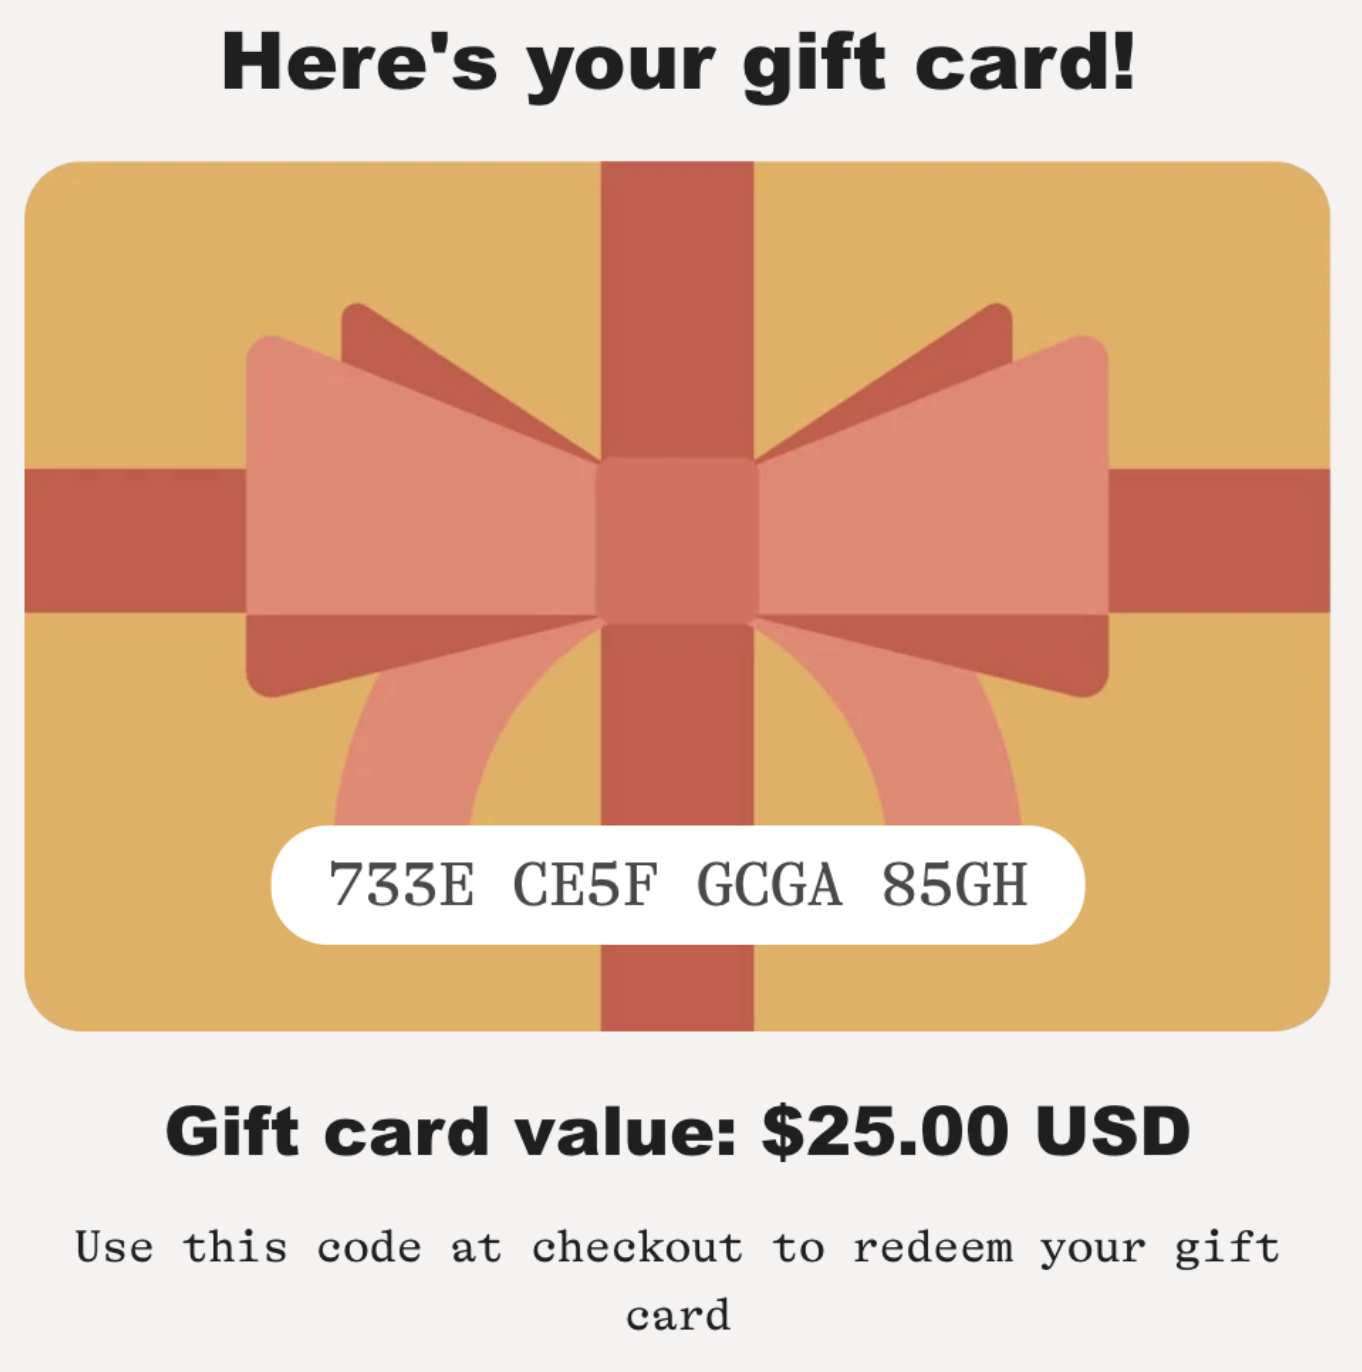 Here's your gift card!
733E CE5F GCGA 85GH
Gift card value: $25.00 USD
Use this code at checkout to redeem your gift
card